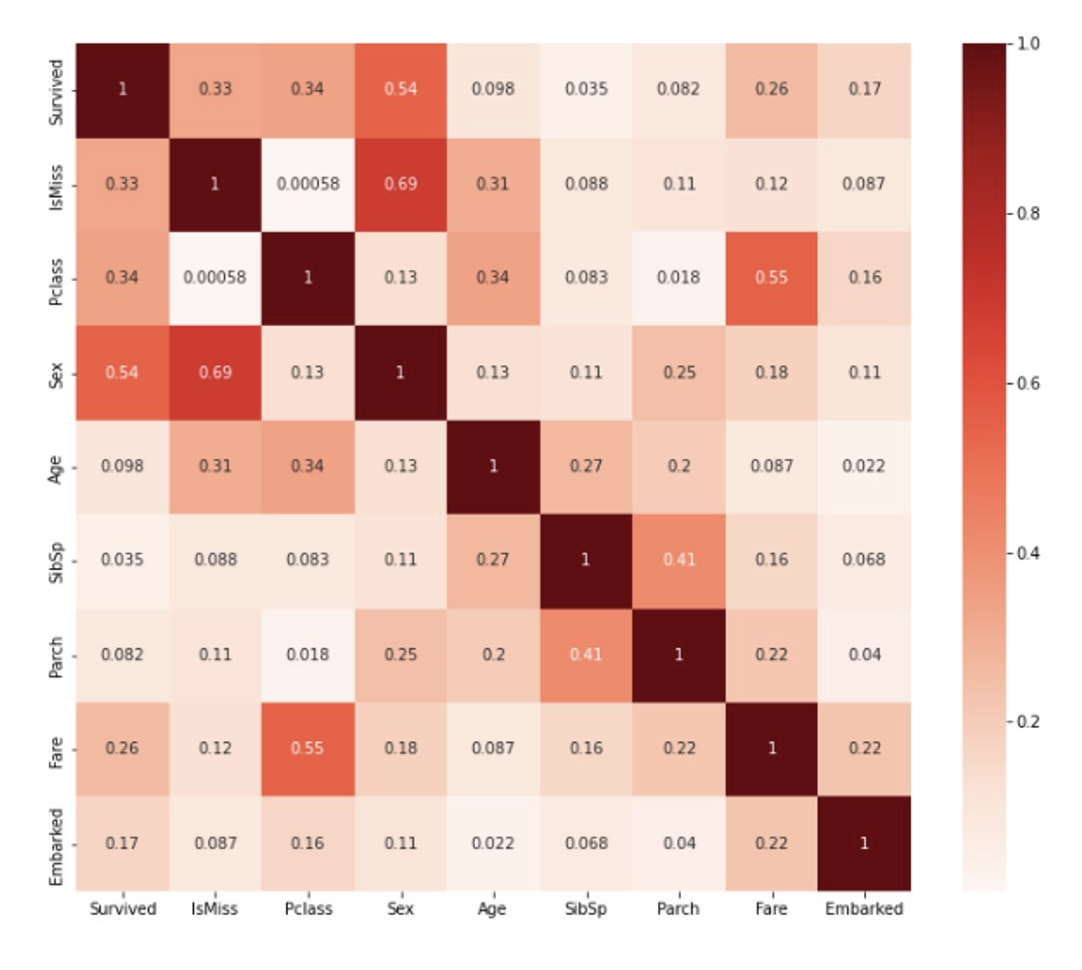 Survived 1 0.33 0.34 0.54 0.098 0.035 0.082 0.26 0.17
IsMiss 0.33 1 0.00058 0.69 0.31 0.088 0.11 0.12 0.087
Pclass 0.34 0.00058 1 0.13 0.34 0.083 0.018 0.55 0.16
Sex 0.54 0.69 0.13 1 0.13 0.11 0.25 0.18 0.11
Age 0.098 0.31 0.34 0.13 1 0.27 0.2 0.087 0.022
SibSp 0.035 0.088 0.083 0.11 0.27 1 0.41 0.16 0.068
Parch 0.082 0.11 0.018 0.25 0.2 0.41 1 0.22 0.04
Fare 0.26 0.12 0.55 0.18 0.087 0.16 0.22 1 0.22
Embarked 0.17 0.087 0.16 0.11 0.022 0.068 0.04 0.22 1
Survived IsMiss Pclass Sex Age SibSp Parch Fare Embarked
1.0
0.8
0.6
0.4
0.2